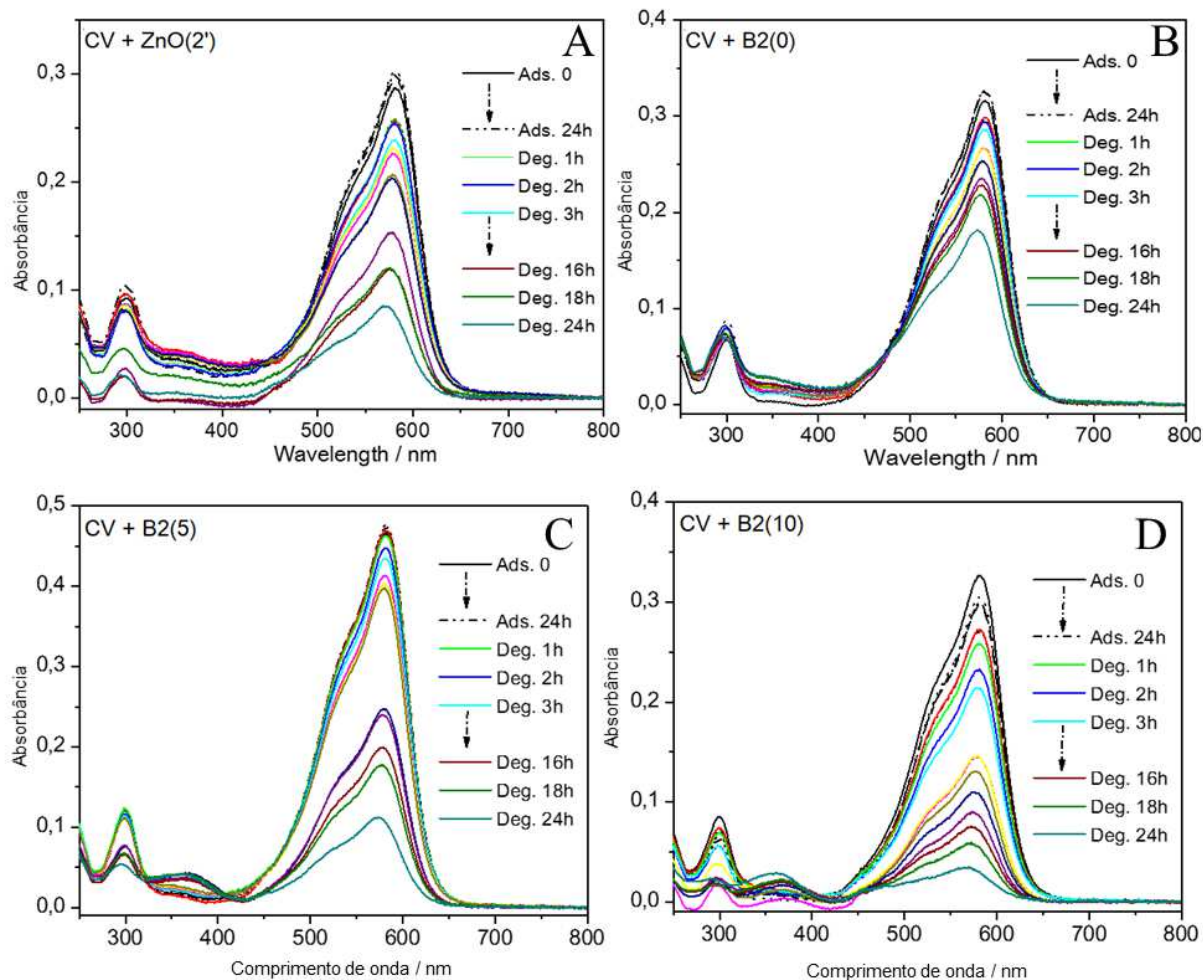 CV + ZnO(2')
A
Ads. 0
Ads. 24h
Deg. 1h
Deg. 2h
Deg. 3h
Deg. 16h
Deg. 18h
Deg. 24h
0,3
0,2
0,1
0,0
Absorbância
300 400 500 600 700 800
Wavelength / nm
0,4
CV + B2(0)
B
Ads. 0
Ads. 24h
Deg. 1h
Deg. 2h
Deg. 3h
Deg. 16h
Deg. 18h
Deg. 24h
0,3
0,2
0,1
0,0
Absorbância
300 400 500 600 700 800
Wavelength / nm
0,5
CV + B2(5)
C
Ads. 0
Ads. 24h
Deg. 1h
Deg. 2h
Deg. 3h
Deg. 16h
Deg. 18h
Deg. 24h
0,4
0,3
0,2
0,1
0,0
Absorbância
300 400 500 600 700 800
Comprimento de onda / nm
0,4
CV + B2(10)
D
Ads. 0
Ads. 24h
Deg. 1h
Deg. 2h
Deg. 3h
Deg. 16h
Deg. 18h
Deg. 24h
0,3
0,2
0,1
0,0
Absorbância
300 400 500 600 700 800
Comprimento de onda / nm